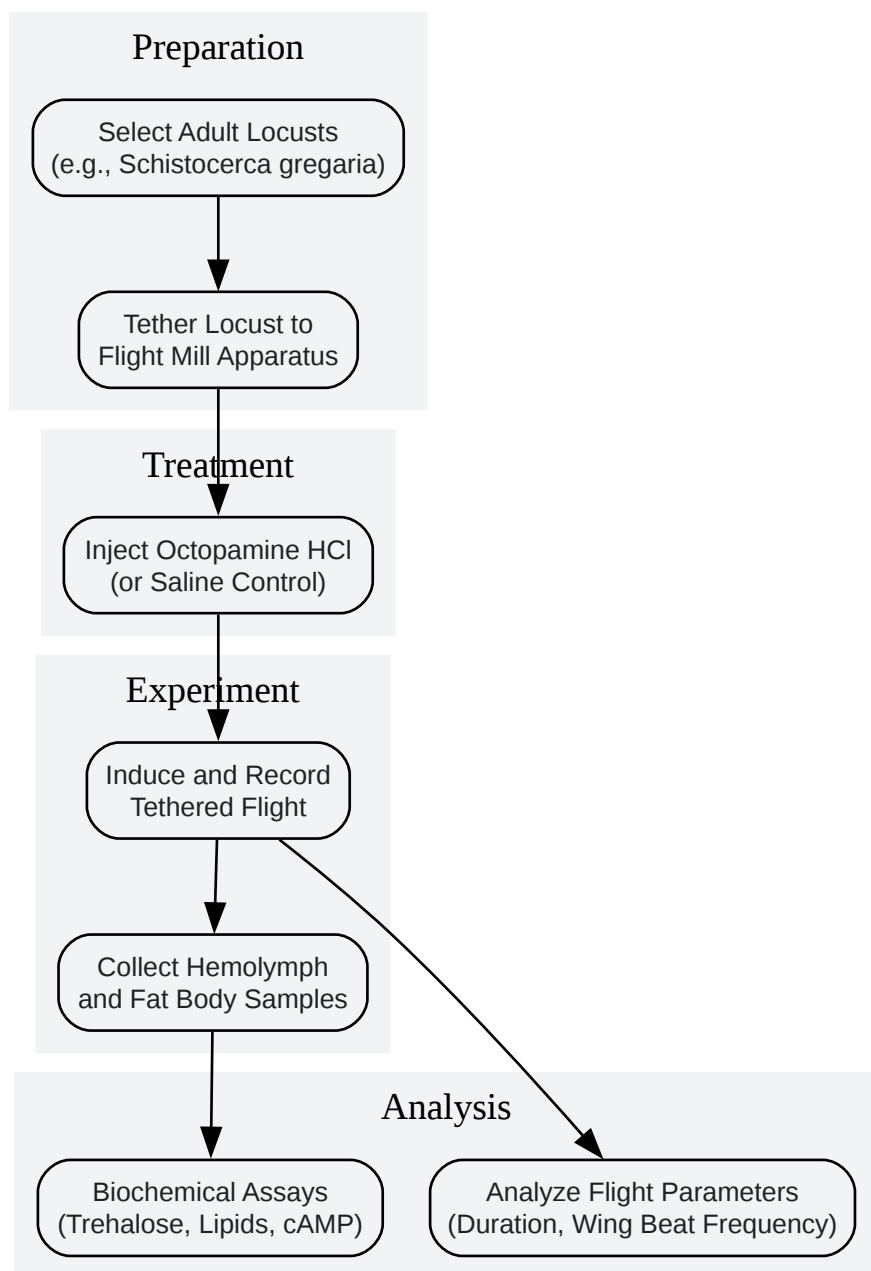 Preparation
Select Adult Locusts
(e.g., Schistocerca gregaria)
Tether Locust to
Flight Mill Apparatus
Treatment
Inject Octopamine HCl
(or Saline Control)
Experiment
Induce and Record
Tethered Flight
Collect Hemolymph
and Fat Body Samples
Analysis
Biochemical Assays
(Trehalose, Lipids, cAMP)
Analyze Flight Parameters
(Duration, Wing Beat Frequency)